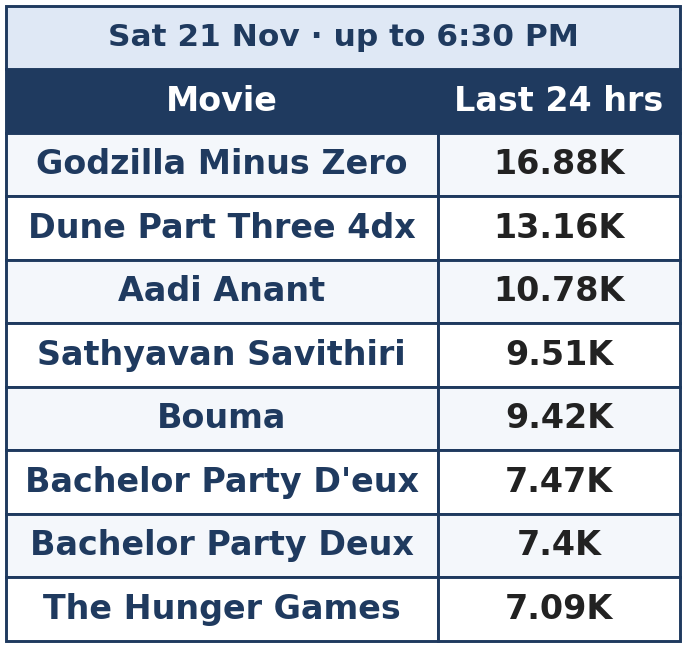 Sat 21 Nov · up to 6:30 PM
Movie Last 24 hrs
Godzilla Minus Zero 16.88K
Dune Part Three 4dx 13.16K
Aadi Anant 10.78K
Sathyavan Savithiri 9.51K
Bouma 9.42K
Bachelor Party D'eux 7.47K
Bachelor Party Deux 7.4K
The Hunger Games 7.09K